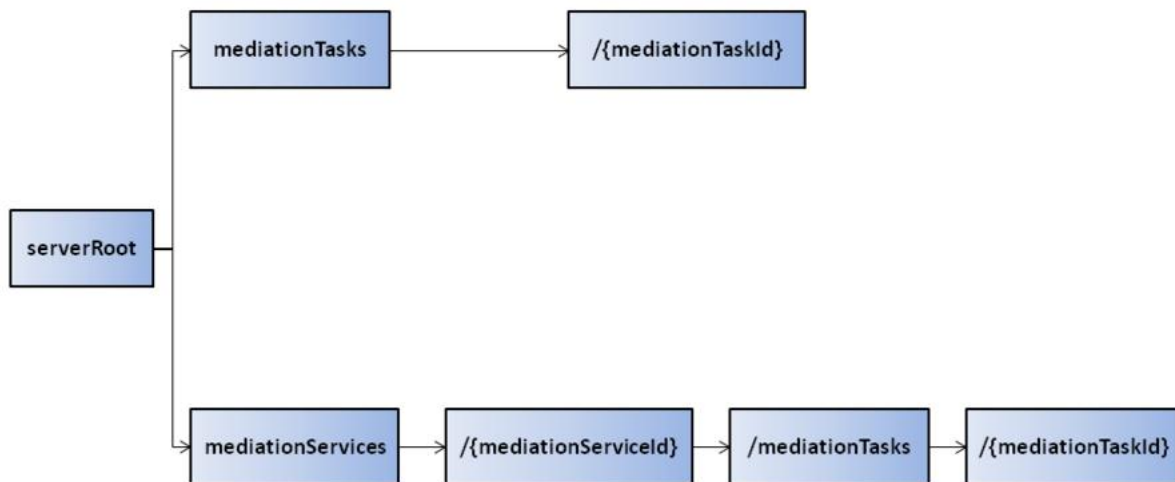 mediationTasks
/{mediationTaskId}
serverRoot
mediationServices
/{mediationServiceId}
/mediationTasks
/{mediationTaskId}